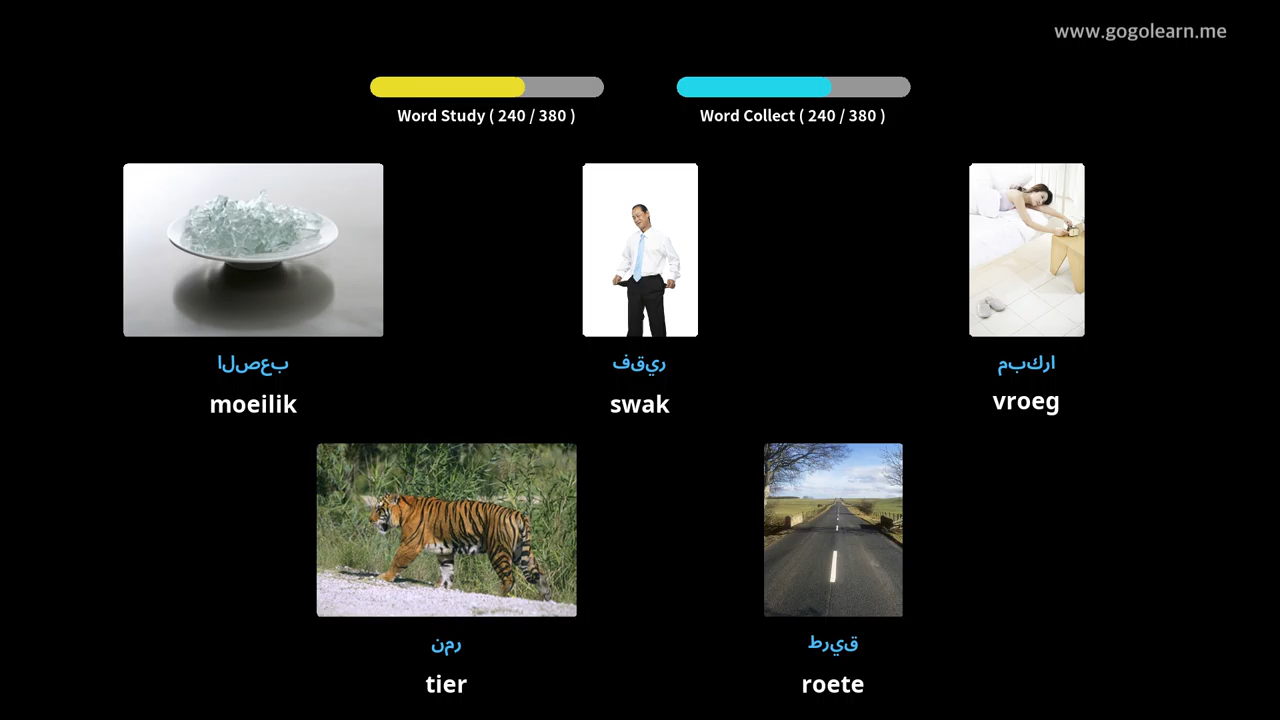 www.gogolearn.me
Word Study ( 240 / 380 )
Word Collect ( 240 / 380 )
الصعب
فقير
مبكرا
moeilik
swak
vroeg
نمر
طريق
tier
roete